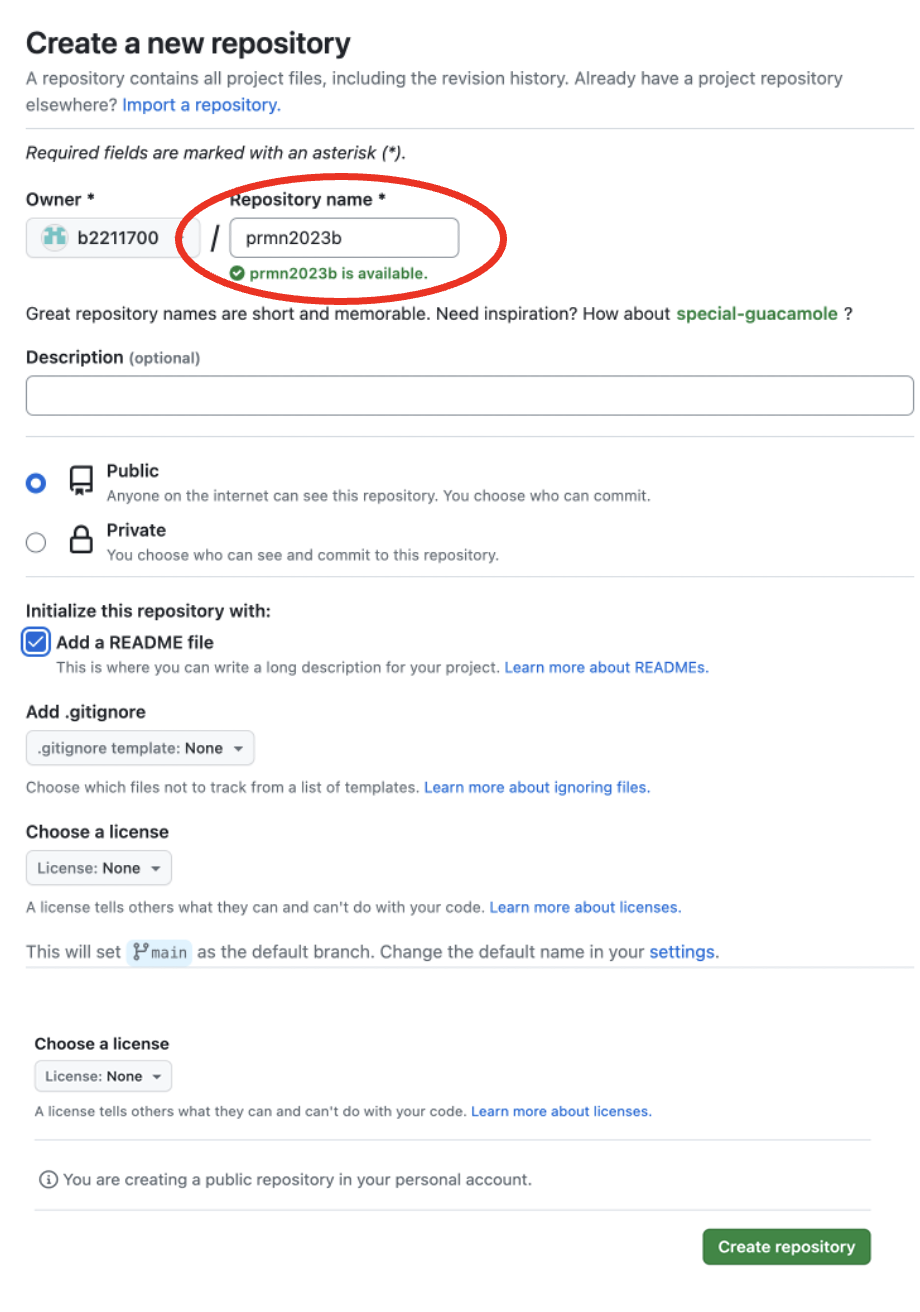 Create a new repository
A repository contains all project files, including the revision history. Already have a project repository
elsewhere? Import a repository.
Required fields are marked with an asterisk (*).
Owner *
Repository name *
b2211700
/
prmn2023b
prmn2023b is available.
Great repository names are short and memorable. Need inspiration? How about special-guacamole ?
Description (optional)
Public
Anyone on the internet can see this repository. You choose who can commit.
Private
You choose who can see and commit to this repository.
Initialize this repository with:
Add a README file
This is where you can write a long description for your project. Learn more about READMEs.
Add .gitignore
.gitignore template: None
Choose which files not to track from a list of templates. Learn more about ignoring files.
Choose a license
License: None
A license tells others what they can and can't do with your code. Learn more about licenses.
This will set main as the default branch. Change the default name in your settings.
Choose a license
License: None
A license tells others what they can and can't do with your code. Learn more about licenses.
You are creating a public repository in your personal account.
Create repository